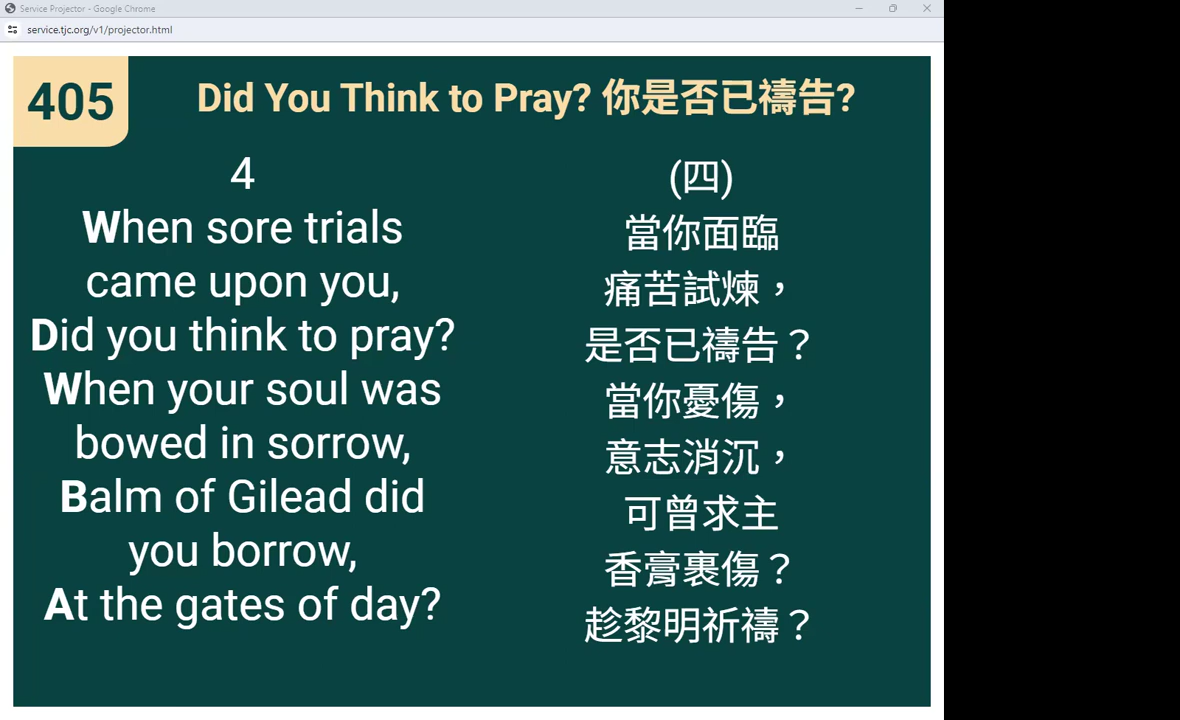 Service Projector - Google Chrome
service.tjc.org/v1/projector.html
405
Did You Think to Pray? 你是否已禱告?
4
When sore trials
came upon you,
Did you think to pray?
When your soul was
bowed in sorrow,
Balm of Gilead did
you borrow,
At the gates of day?
(四)
當你面臨
痛苦試煉，
是否已禱告？
當你憂傷，
意志消沉，
可曾求主
香膏裹傷？
趁黎明祈禱？